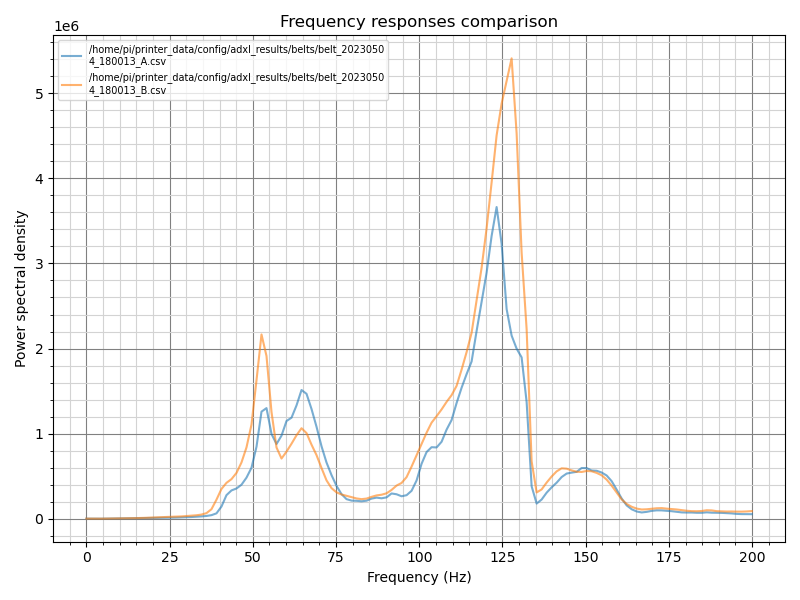 Frequency responses comparison
1e6
/home/pi/printer_data/config/adxl_results/belts/belt_2023050
4_180013_A.csv
/home/pi/printer_data/config/adxl_results/belts/belt_2023050
4_180013_B.csv
5
4
3
2
1
0
Power spectral density
0 25 50 75 100 125 150 175 200
Frequency (Hz)